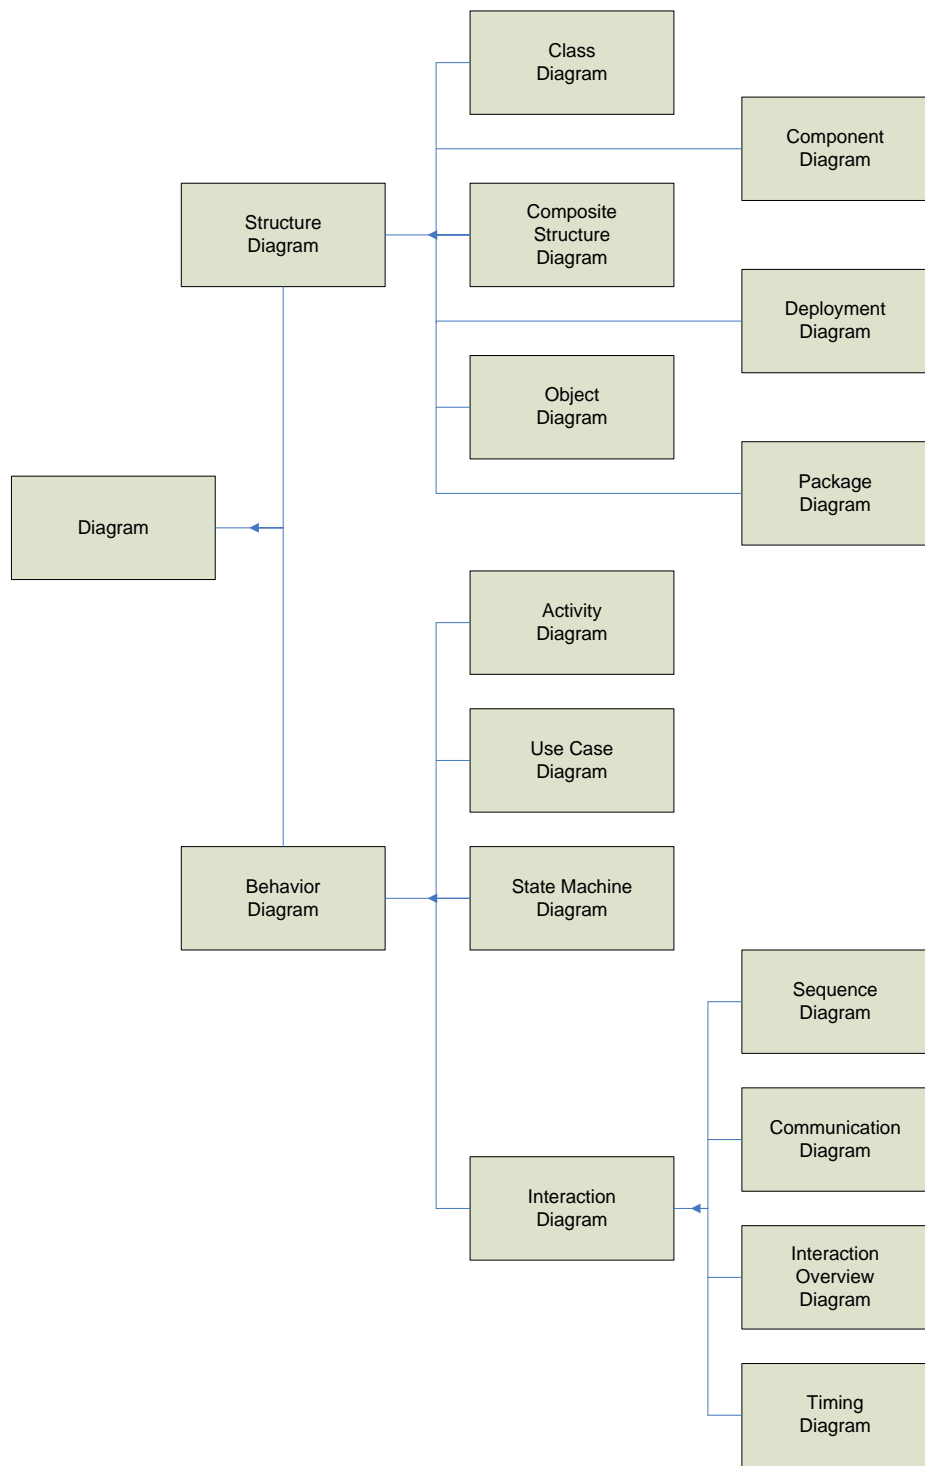 Class
Diagram
Component
Diagram
Structure
Diagram
Composite
Structure
Diagram
Deployment
Diagram
Object
Diagram
Package
Diagram
Diagram
Activity
Diagram
Use Case
Diagram
Behavior
Diagram
State Machine
Diagram
Sequence
Diagram
Communication
Diagram
Interaction
Diagram
Interaction
Overview
Diagram
Timing
Diagram